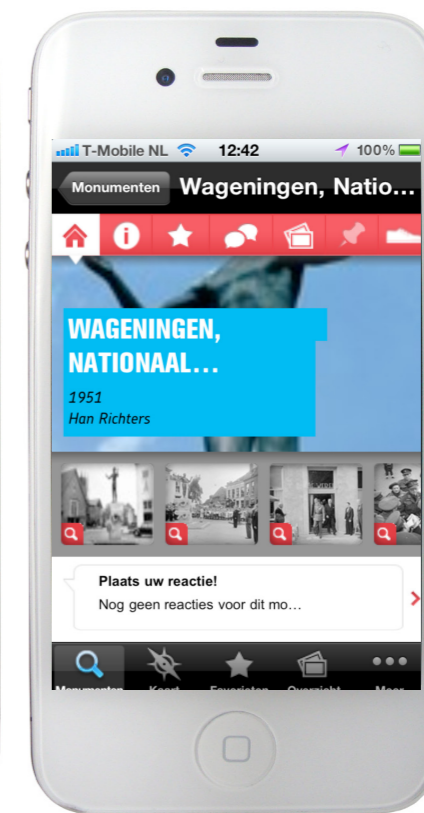 T-Mobile NL 12:42 100%
Monumenten Wageningen, Natio...
WAGENINGEN,
NATIONAAL...
1951
Han Richters
Plaats uw reactie!
Nog geen reacties voor dit mo...
Monumenten Kaart Favorieten Overzicht Meer